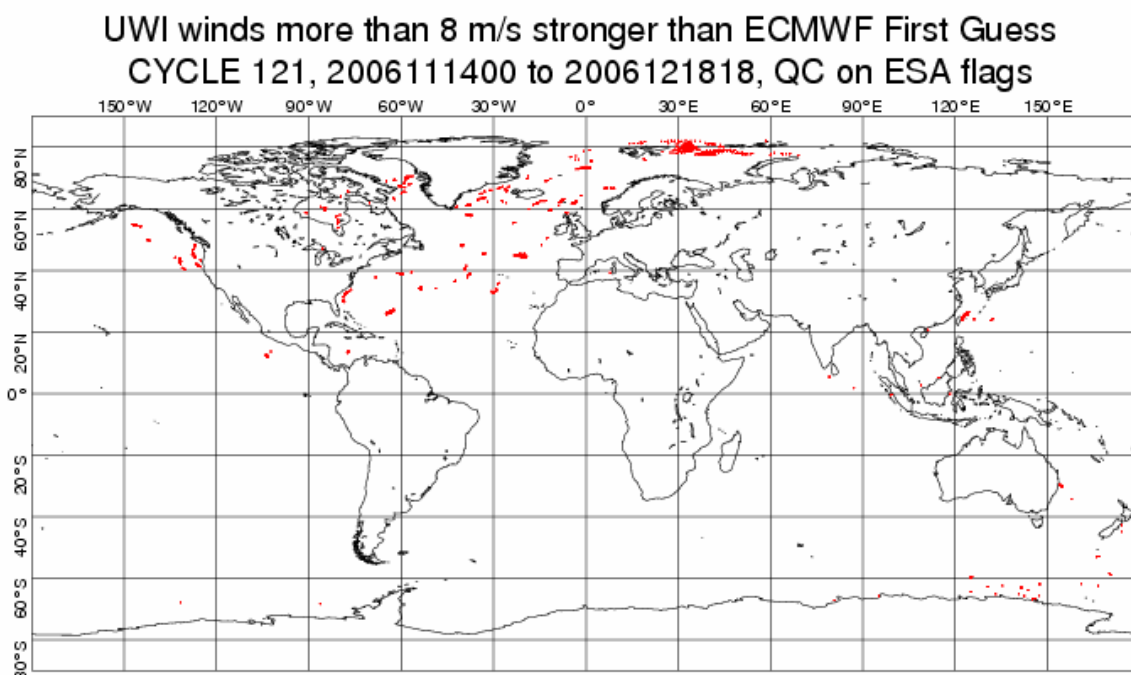 UWI winds more than 8 m/s stronger than ECMWF First Guess
CYCLE 121, 2006111400 to 2006121818, QC on ESA flags
150°W 120°W 90°W 60°W 30°W 0° 30°E 60°E 90°E 120°E 150°E
80°N
60°N
40°N
20°N
0°
20°S
40°S
60°S
80°S